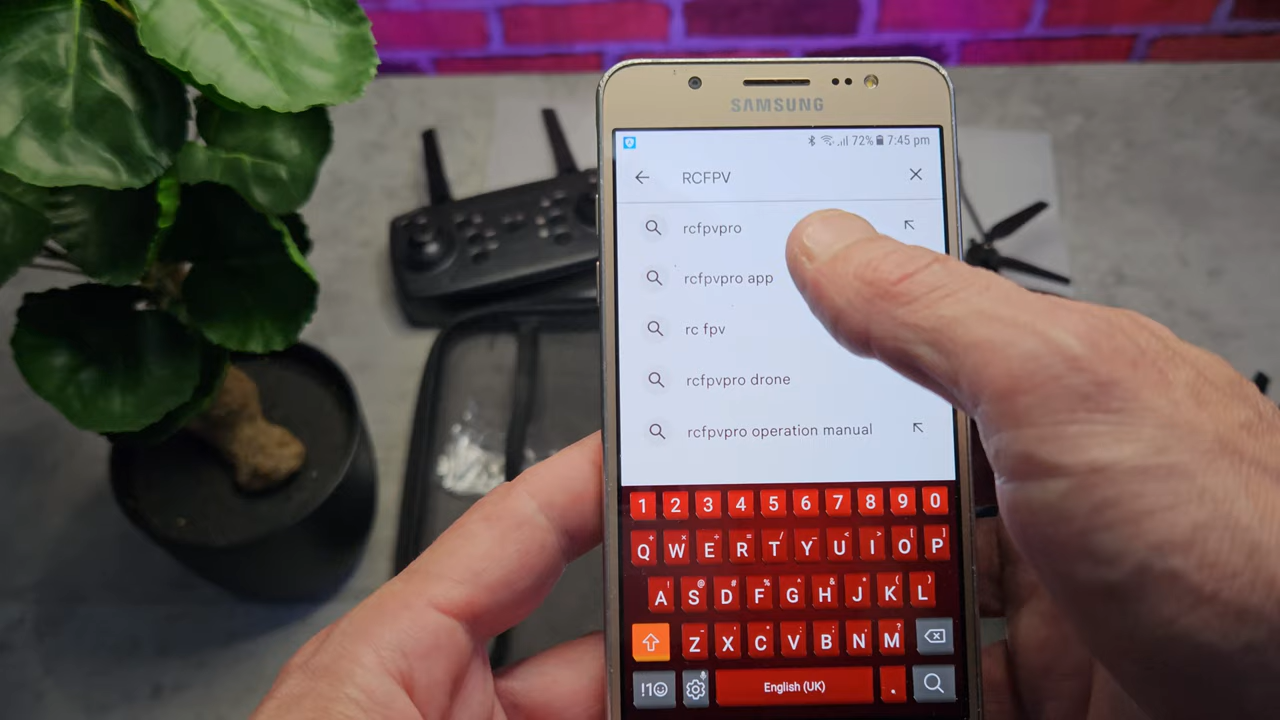 SAMSUNG
72% 7:45 pm
RCFPV
rcfpvpro
rcfpvpro app
rc fpv
rcfpvpro drone
rcfpvpro operation manual
1 2 3 4 5 6 7 8 9 0
Q W E R T Y U I O P
A S D F G H J K L
Z X C V B N M
!1☺ English (UK) .